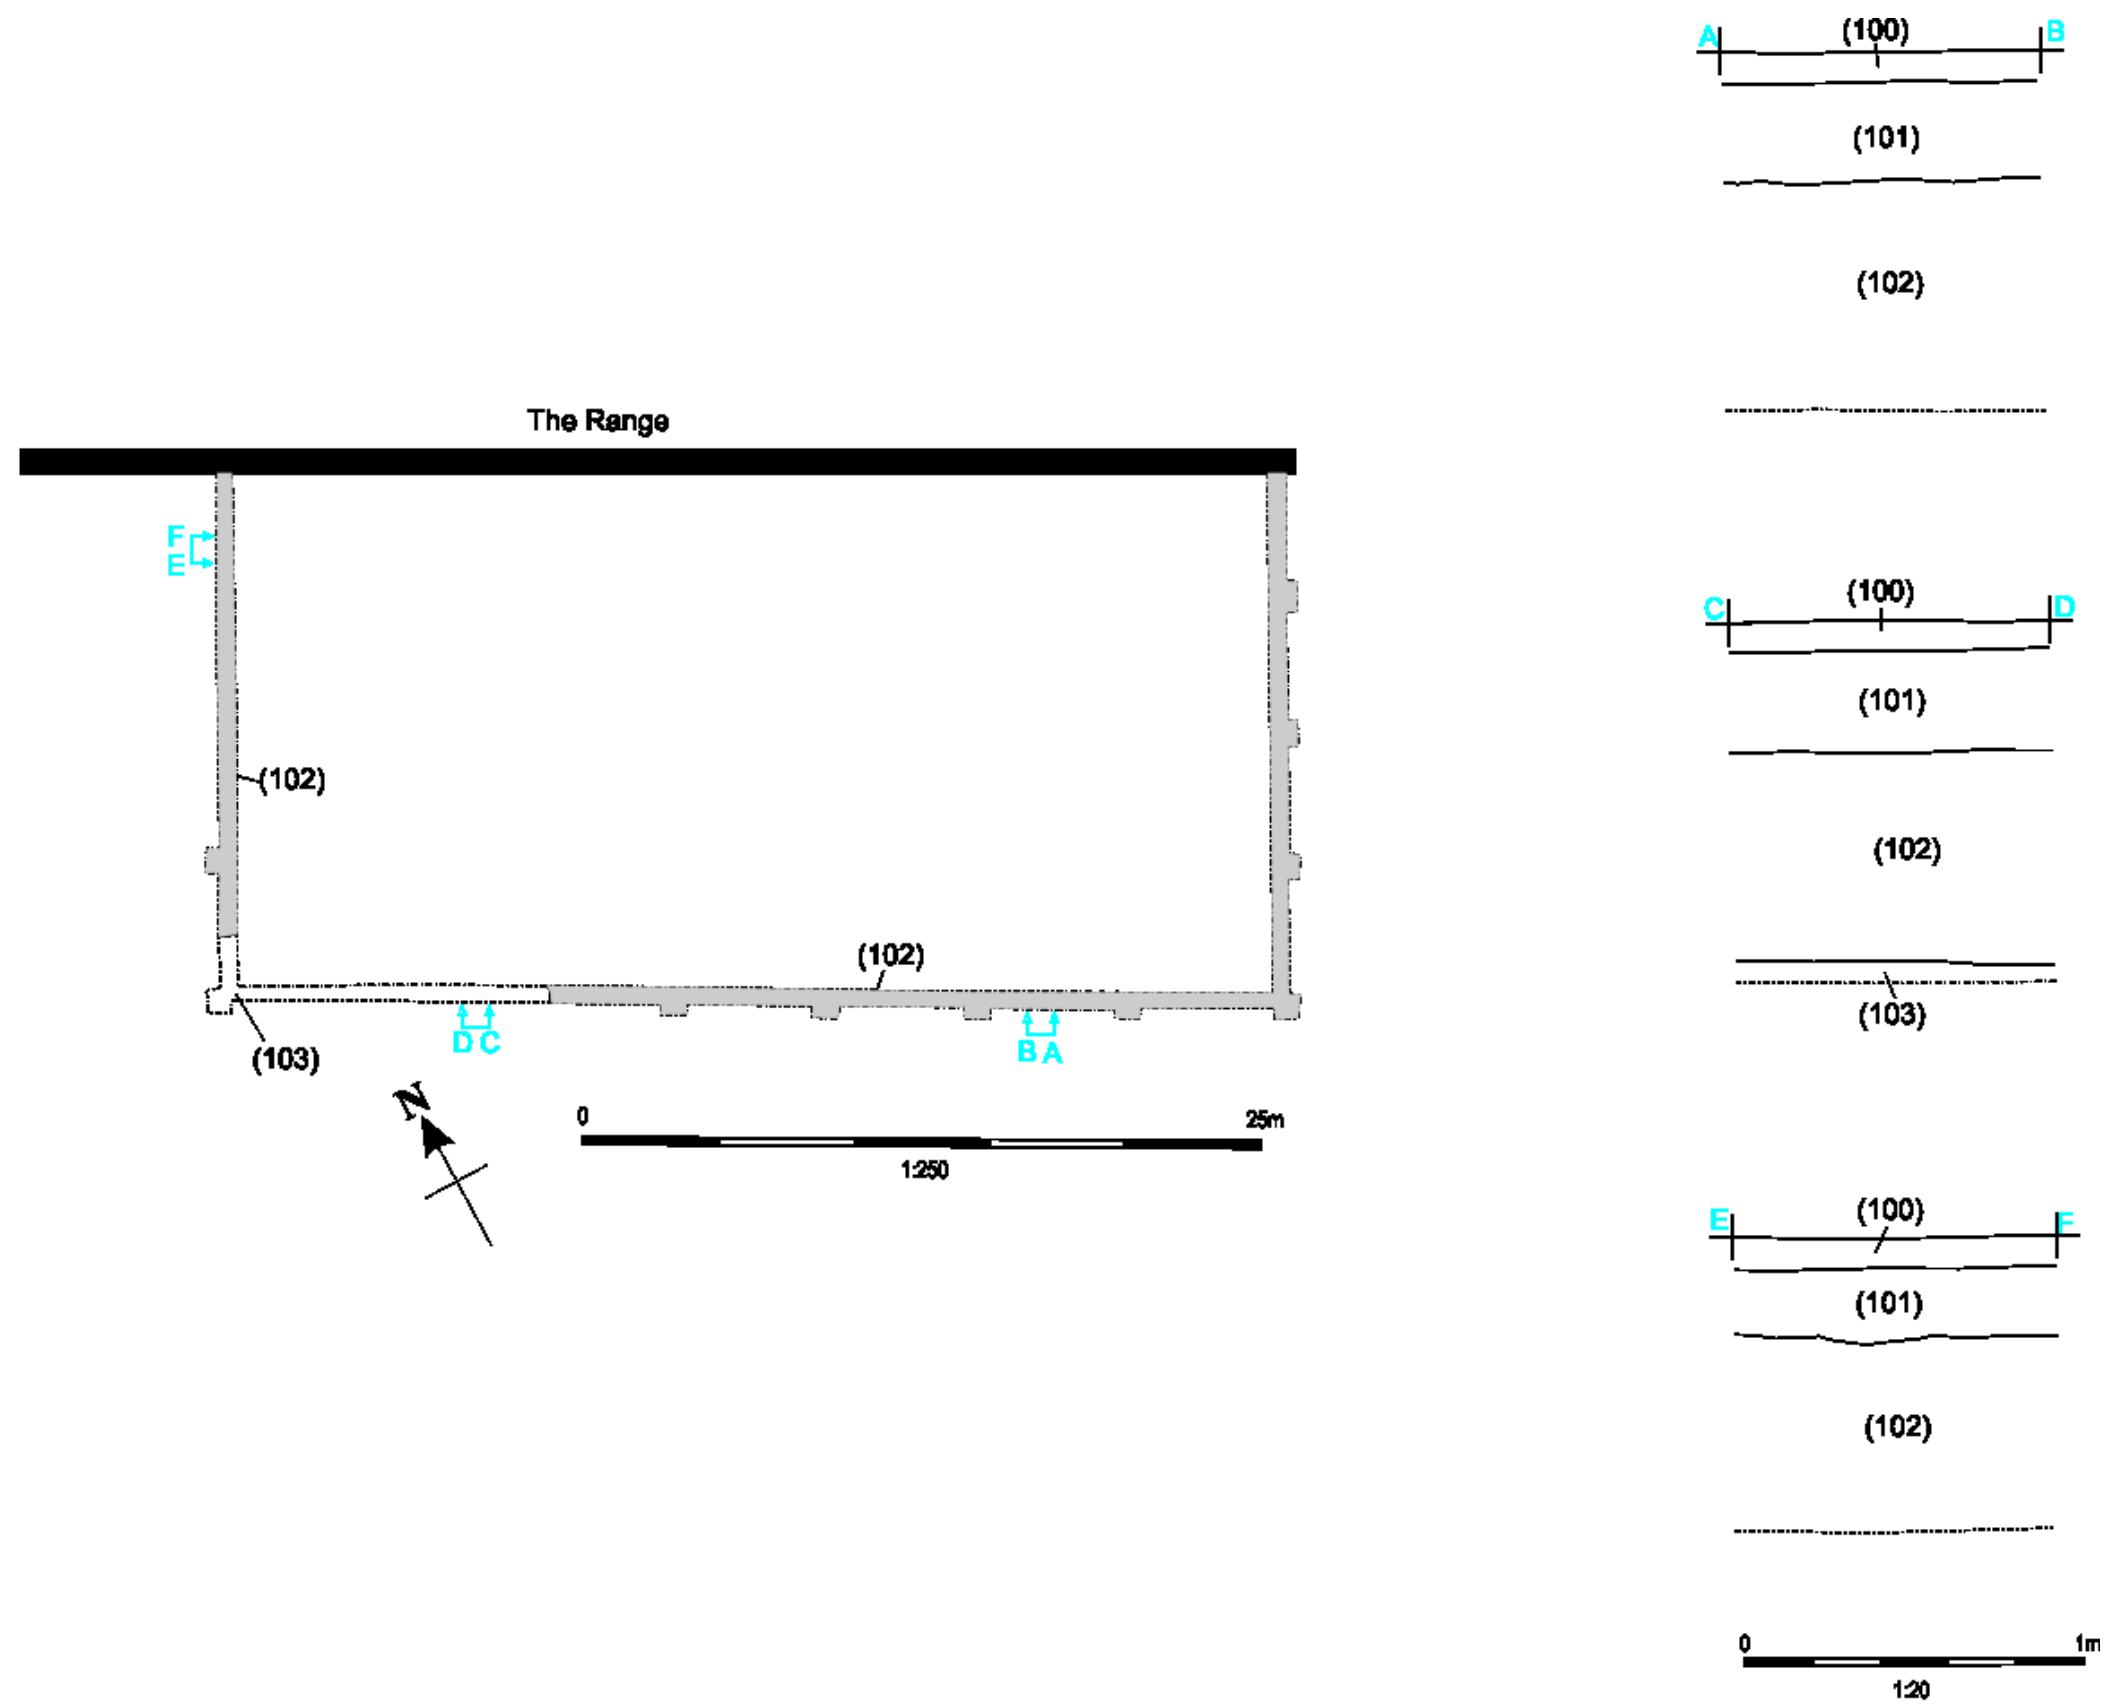 The Range
F
E
(102)
(102)
(103)
D C
B A
N
0 25m
1:250
A (100) B
(101)
(102)
C (100) D
(101)
(102)
(103)
E (100) F
(101)
(102)
0 1m
1:20